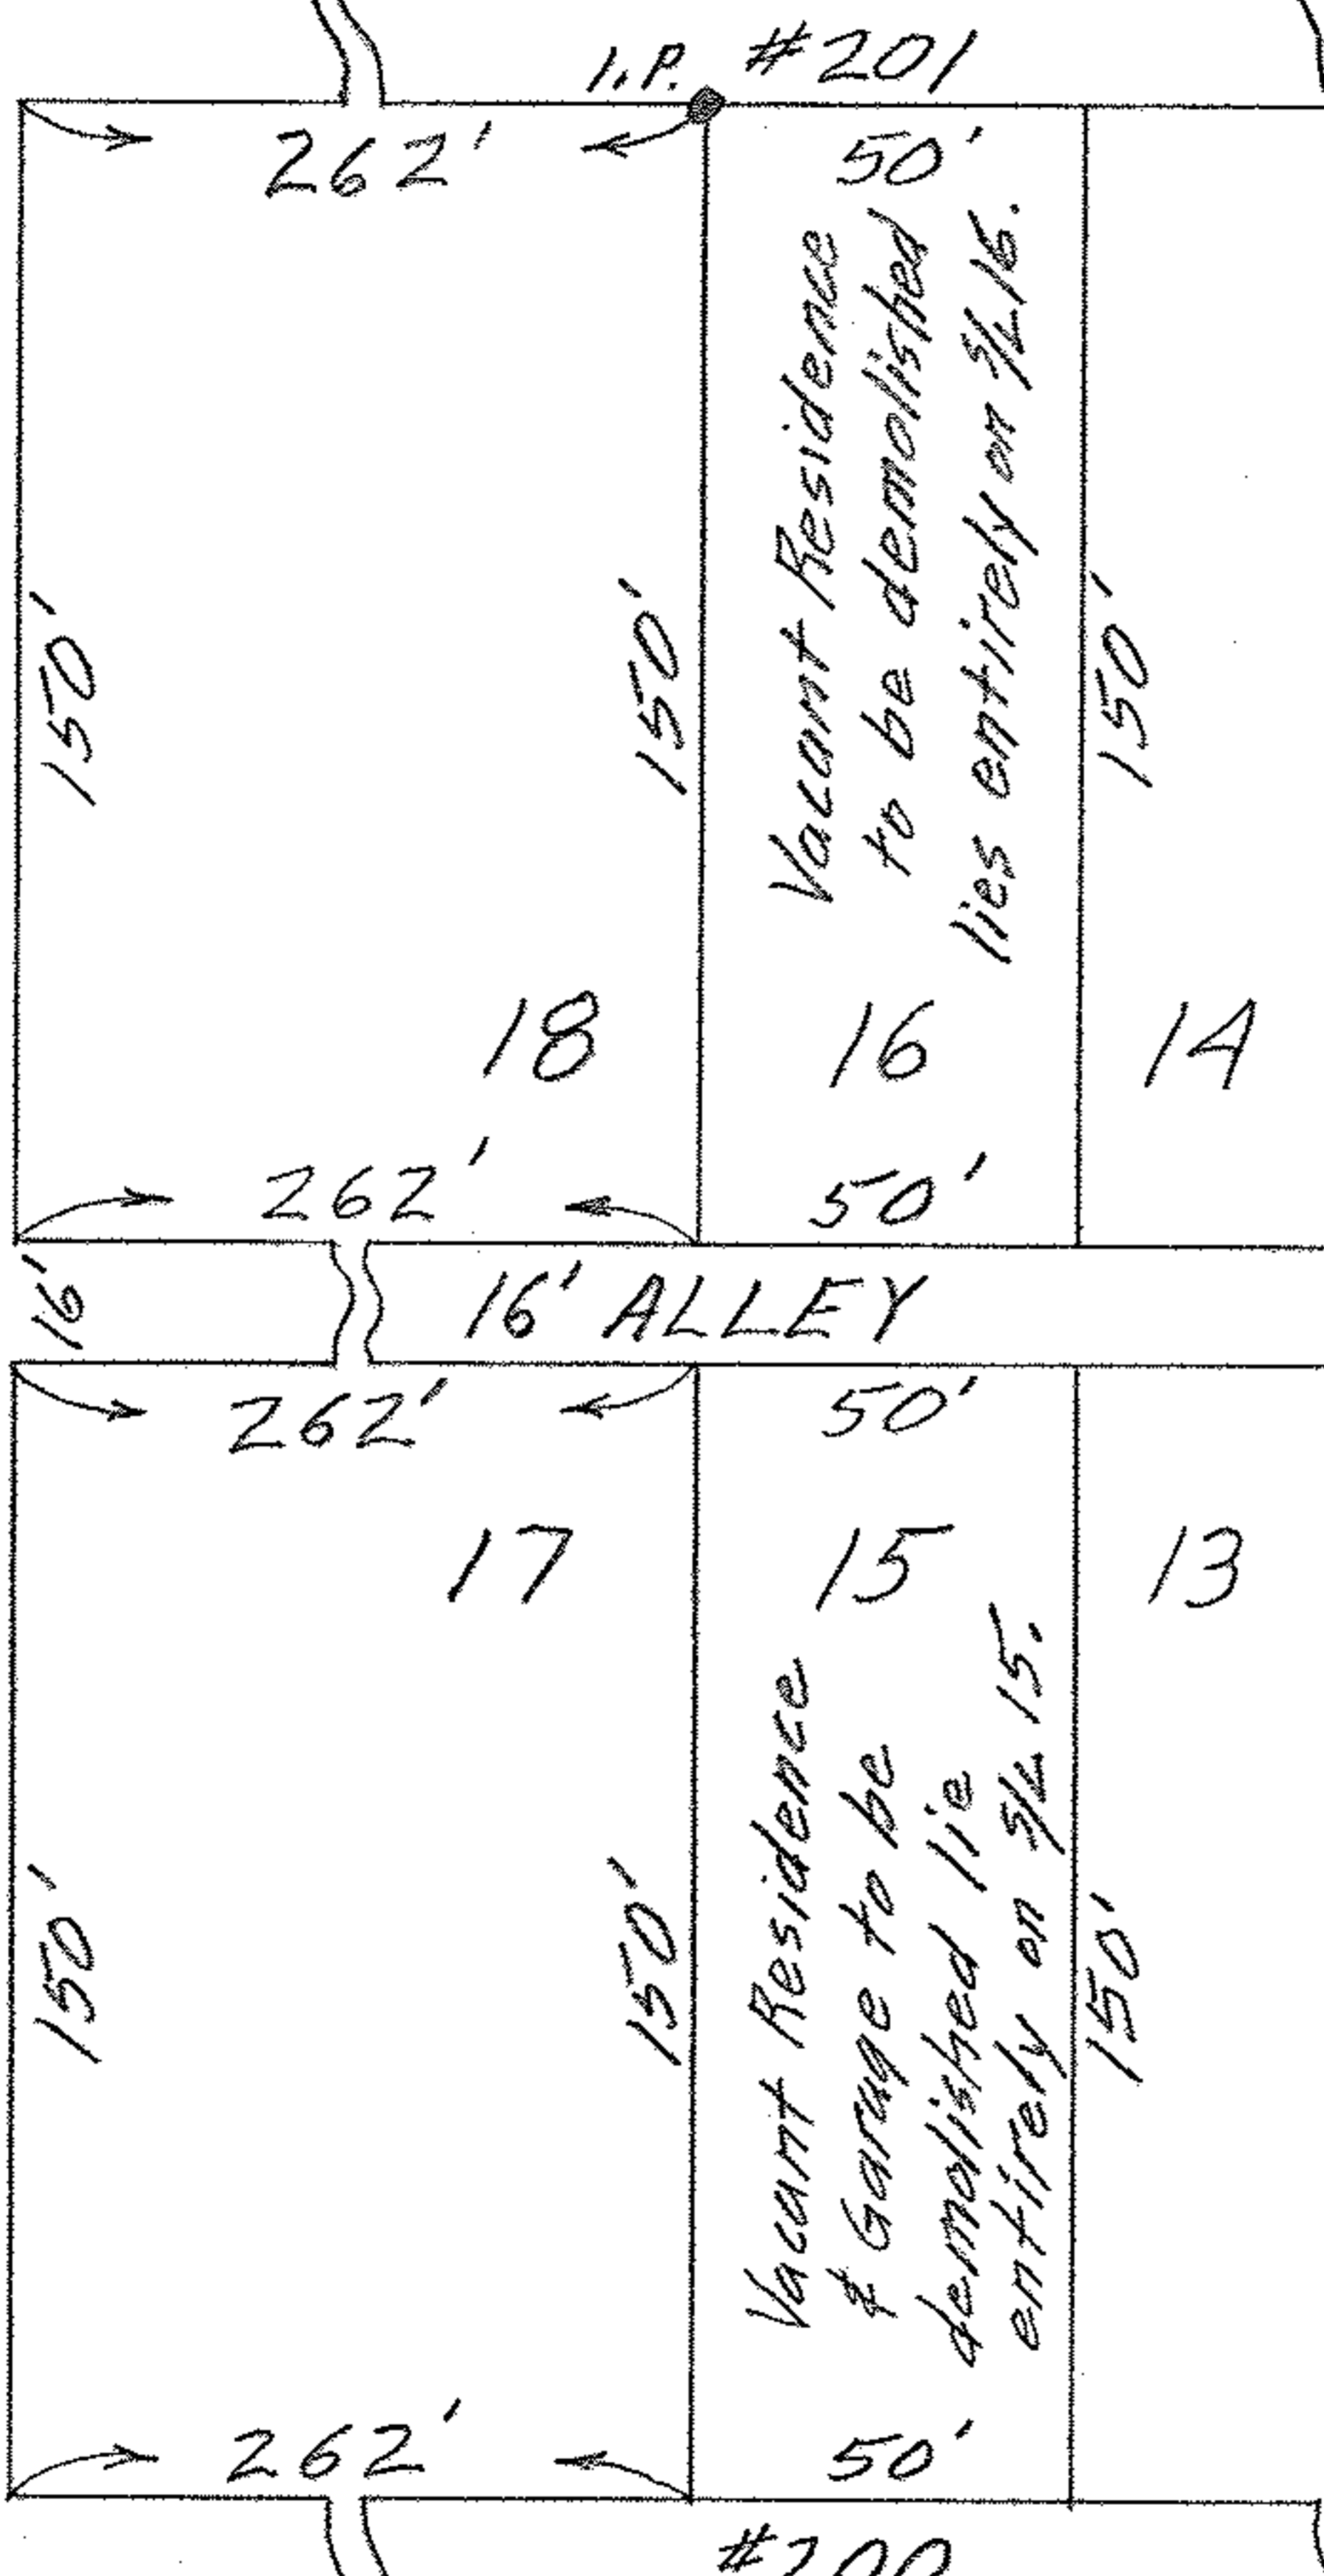 I.P. #201
262'
50'
Vacant Residence
to be demolished
lies entirely on S/L 16.
150'
150'
150'
18
16
14
262'
50'
16'
16' ALLEY
262'
50'
17
15
13
Vacant Residence
& Garage to be
demolished lie
entirely on S/L 15.
150'
150'
150'
262'
50'
#200